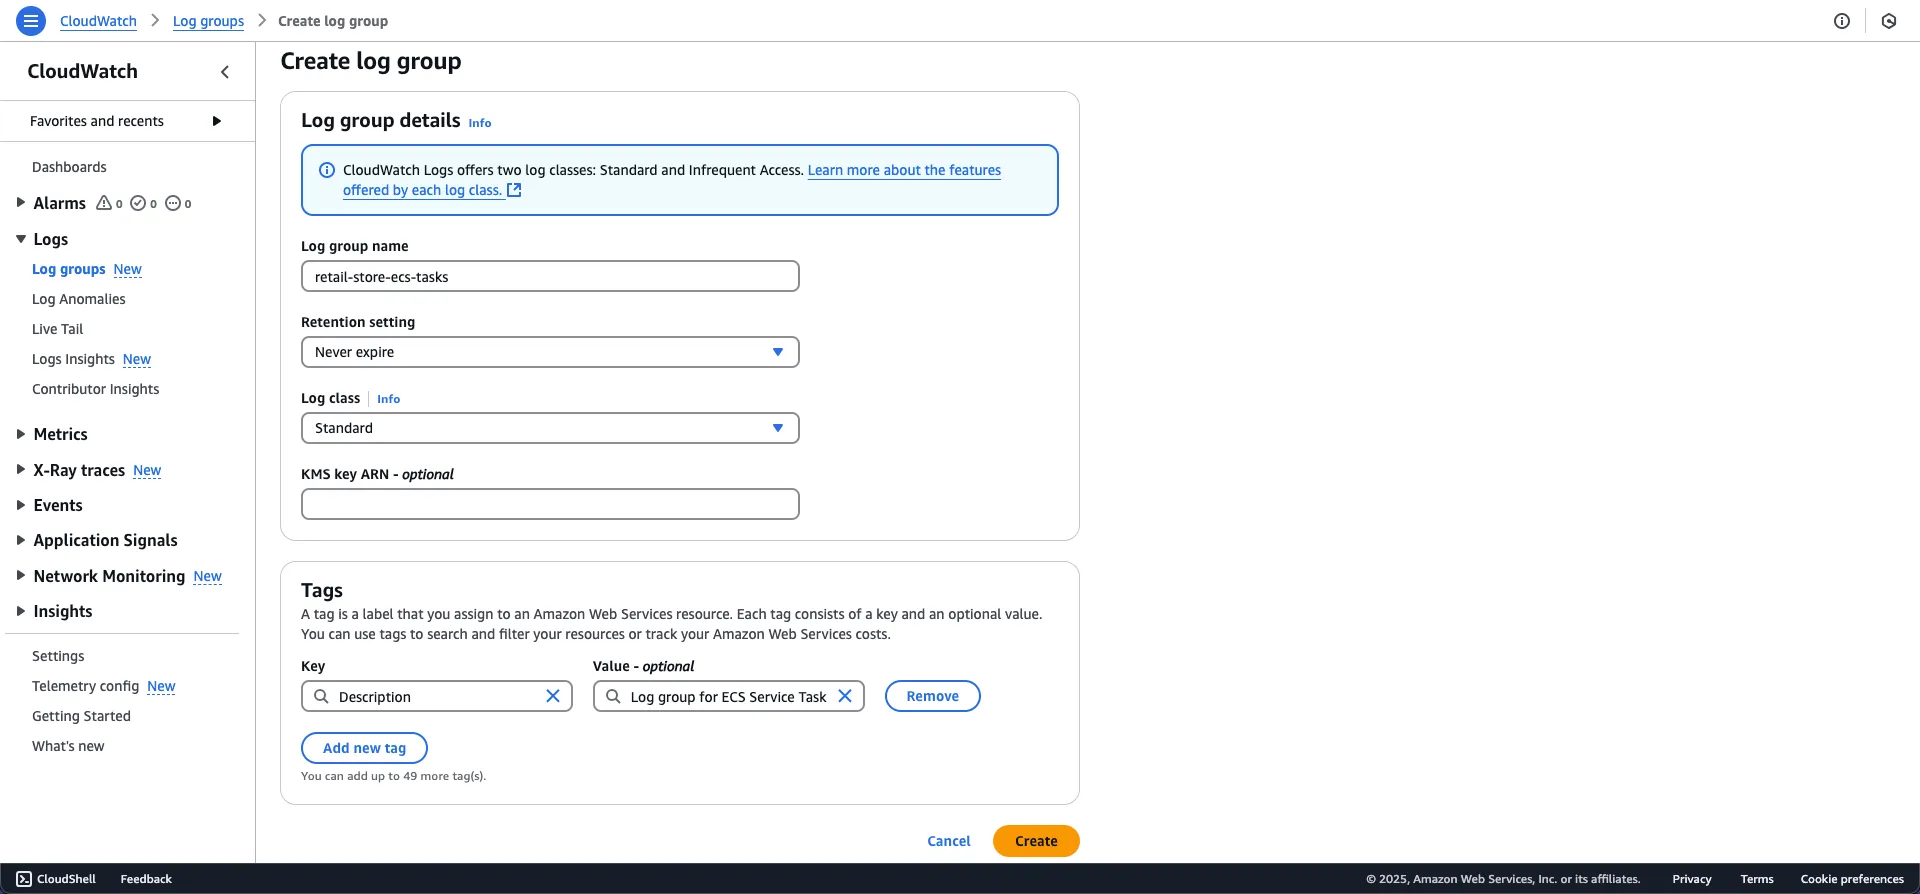 CloudWatch > Log groups > Create log group
CloudWatch
Favorites and recents
Dashboards
Alarms 0 0 0
Logs
Log groups New
Log Anomalies
Live Tail
Logs Insights New
Contributor Insights
Metrics
X-Ray traces New
Events
Application Signals
Network Monitoring New
Insights
Settings
Telemetry config New
Getting Started
What's new
Create log group
Log group details Info
CloudWatch Logs offers two log classes: Standard and Infrequent Access. Learn more about the features
offered by each log class.
Log group name
retail-store-ecs-tasks
Retention setting
Never expire
Log class Info
Standard
KMS key ARN - optional
Tags
A tag is a label that you assign to an Amazon Web Services resource. Each tag consists of a key and an optional value.
You can use tags to search and filter your resources or track your Amazon Web Services costs.
Key Value - optional
Description Log group for ECS Service Task Remove
Add new tag
You can add up to 49 more tag(s).
Cancel Create
CloudShell Feedback © 2025, Amazon Web Services, Inc. or its affiliates. Privacy Terms Cookie preferences